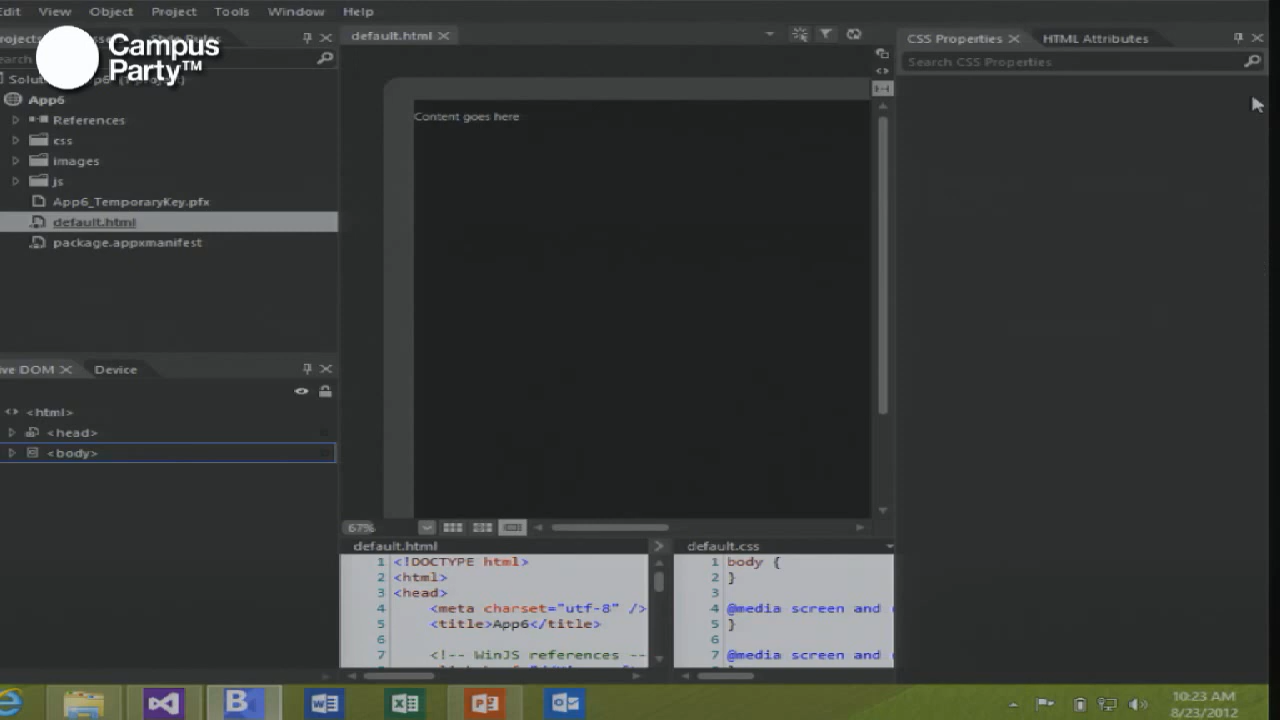 Edit View Object Project Tools Window Help
Campus
Party™
Style Rules
App6
References
css
images
js
App6_TemporaryKey.pfx
default.html
package.appxmanifest
Live DOM
Device
<html>
<head>
<body>
default.html
Content goes here
67%
default.html
1 <!DOCTYPE html>
2 <html>
3 <head>
4 <meta charset="utf-8" />
5 <title>App6</title>
6
7 <!-- WinJS references --
default.css
1 body {
2 }
3
4 @media screen and
5 }
6
7 @media screen and
CSS Properties
HTML Attributes
Search CSS Properties
10:23 AM
8/23/2012